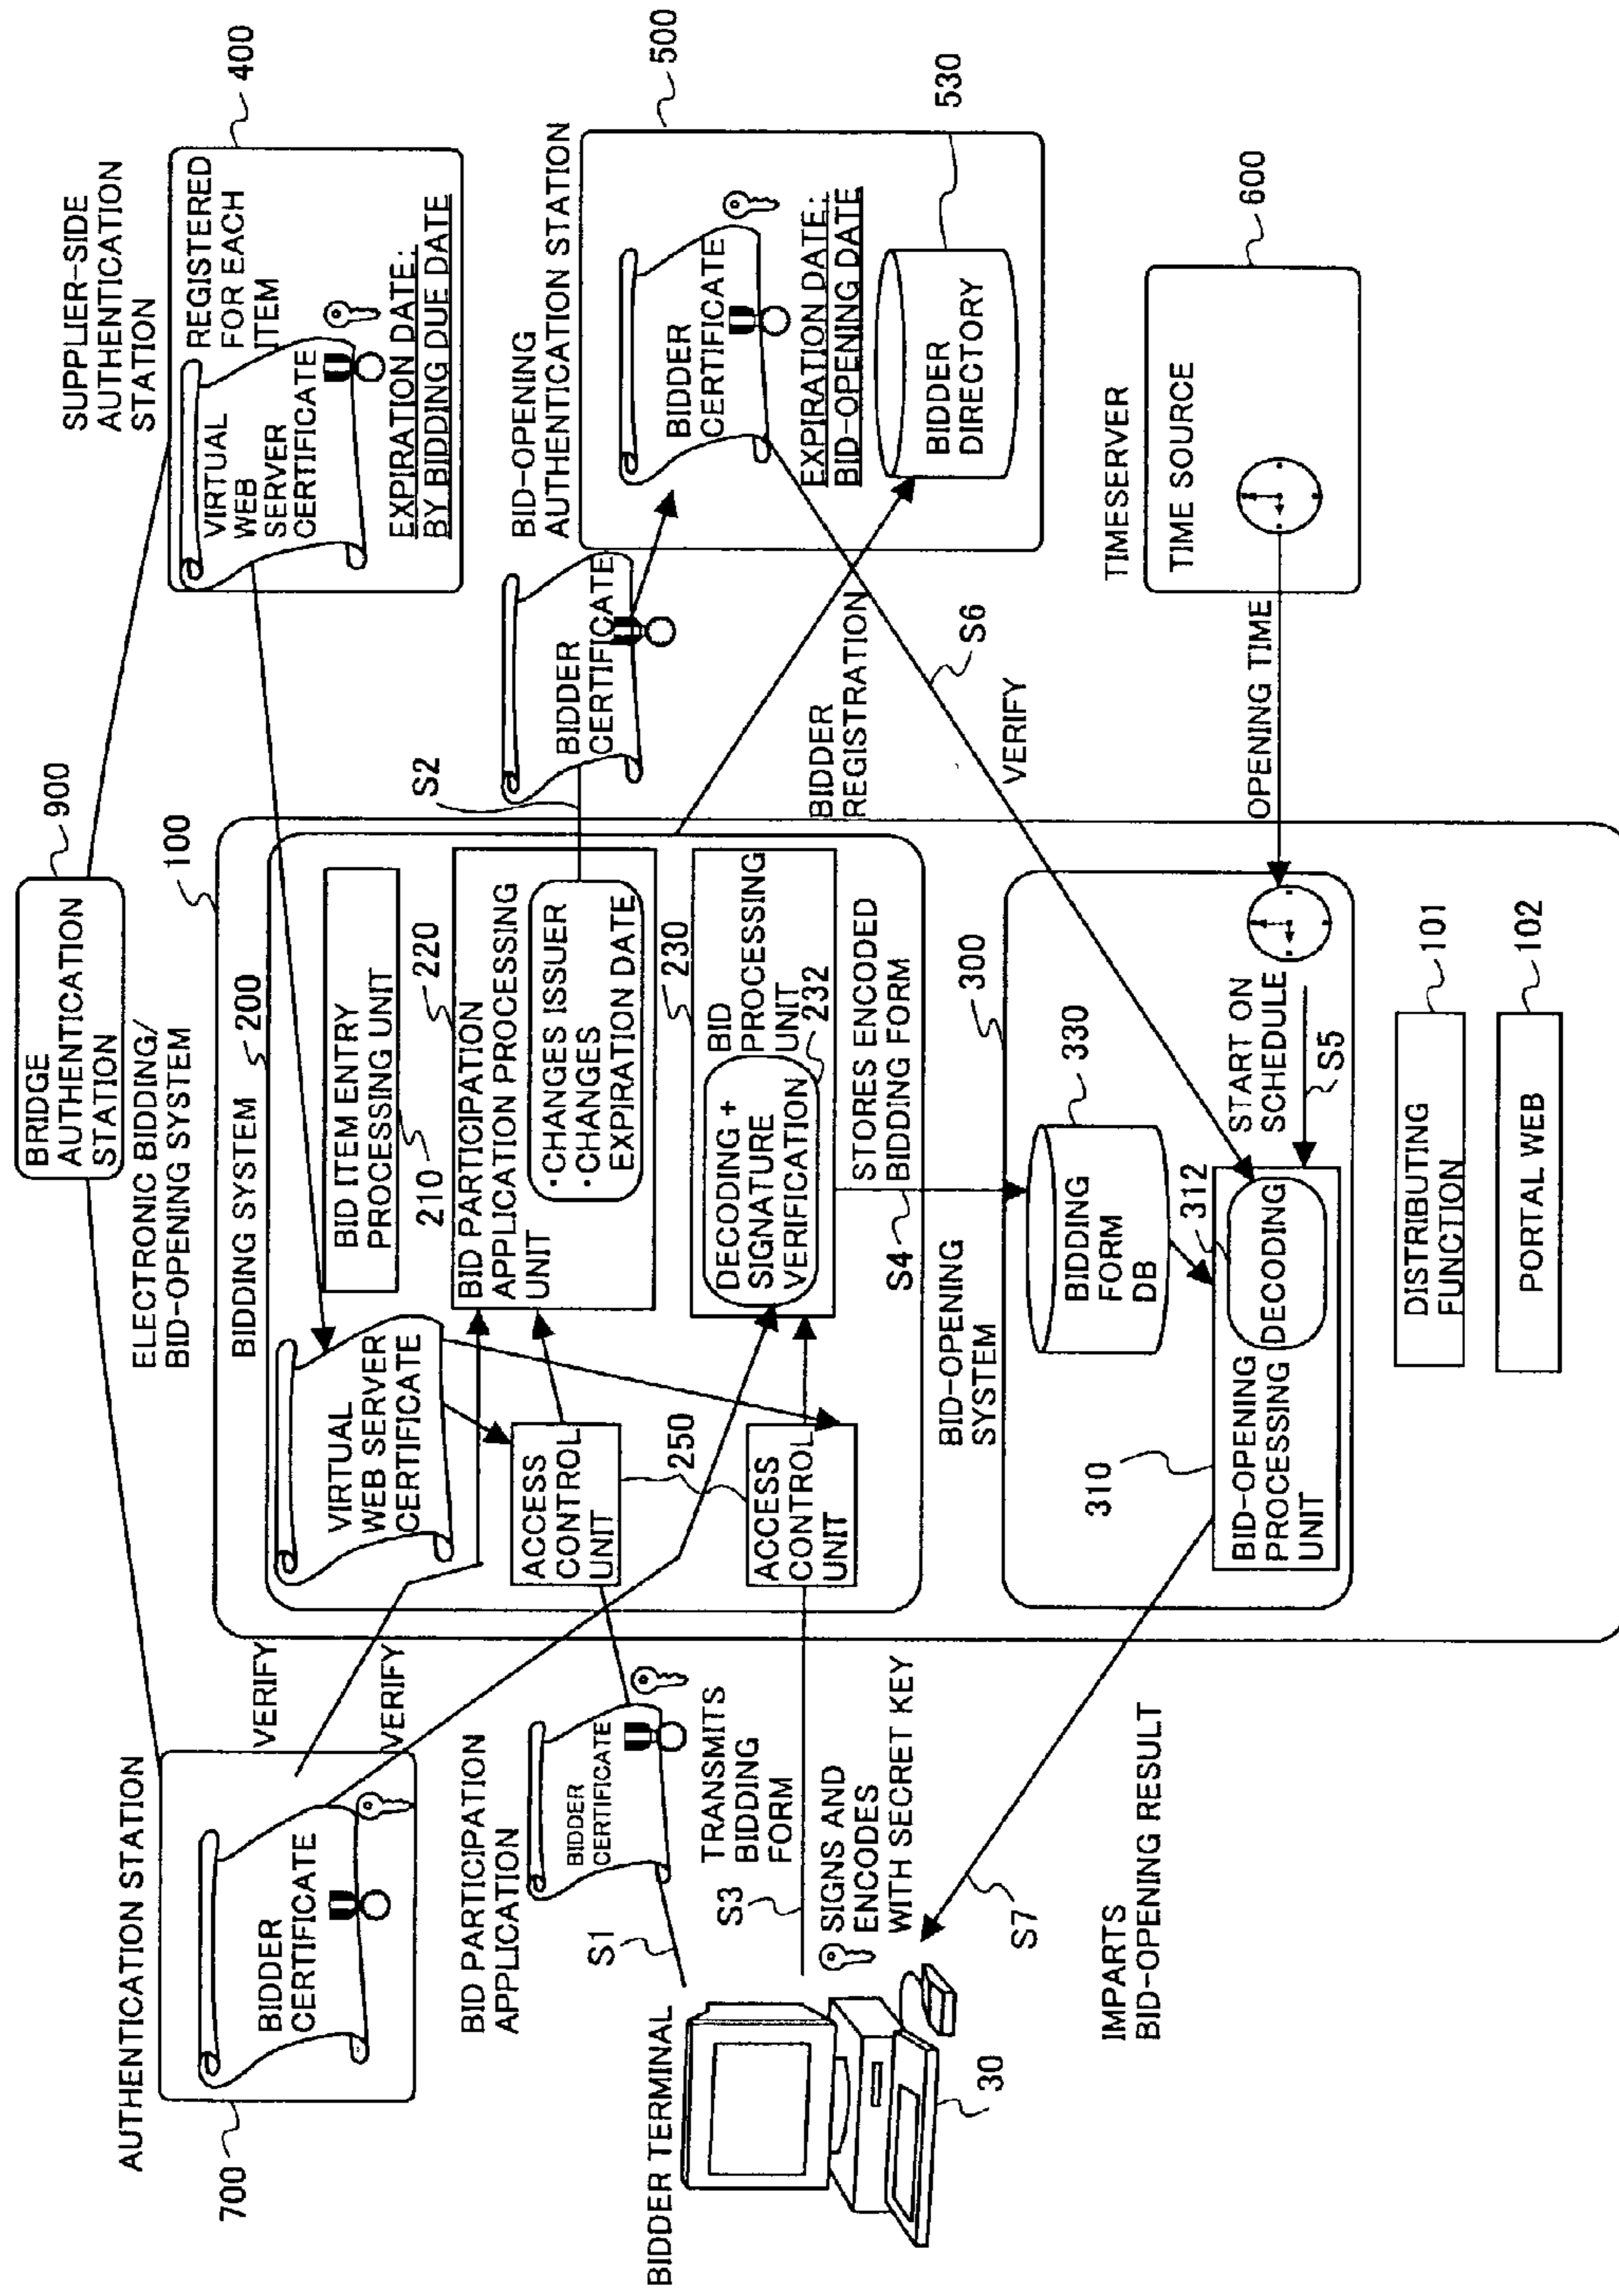 BRIDGE
AUTHENTICATION
STATION
900
AUTHENTICATION STATION
700
BIDDER
CERTIFICATE
VERIFY
VERIFY
SUPPLIER-SIDE
AUTHENTICATION
STATION
400
VIRTUAL
WEB
SERVER
CERTIFICATE
REGISTERED
FOR EACH
ITEM
EXPIRATION DATE:
BY BIDDING DUE DATE
ELECTRONIC BIDDING/
BID-OPENING SYSTEM
100
BIDDING SYSTEM
200
VIRTUAL
WEB SERVER
CERTIFICATE
BID ITEM ENTRY
PROCESSING UNIT
210
BID PARTICIPATION
APPLICATION PROCESSING
UNIT
220
・CHANGES ISSUER
・CHANGES
EXPIRATION DATE
S2
BIDDER
CERTIFICATE
BID-OPENING
AUTHENTICATION STATION
500
BIDDER
CERTIFICATE
EXPIRATION DATE:
BID-OPENING DATE
BIDDER
DIRECTORY
530
BID PARTICIPATION
APPLICATION
BIDDER
CERTIFICATE
S1
ACCESS
CONTROL
UNIT
250
ACCESS
CONTROL
UNIT
230
BID
PROCESSING
UNIT
DECODING +
SIGNATURE
VERIFICATION
232
BIDDER
REGISTRATION
S6
VERIFY
BIDDER TERMINAL
30
TRANSMITS
BIDDING
FORM
S3
SIGNS AND
ENCODES
WITH SECRET KEY
STORES ENCODED
BIDDING FORM
S4
BID-OPENING
SYSTEM
300
BIDDING
FORM
DB
330
310
312
BID-OPENING
PROCESSING
UNIT
DECODING
START ON
SCHEDULE
S5
OPENING TIME
TIMESERVER
TIME SOURCE
600
S7
IMPARTS
BID-OPENING RESULT
DISTRIBUTING
FUNCTION
101
PORTAL WEB
102